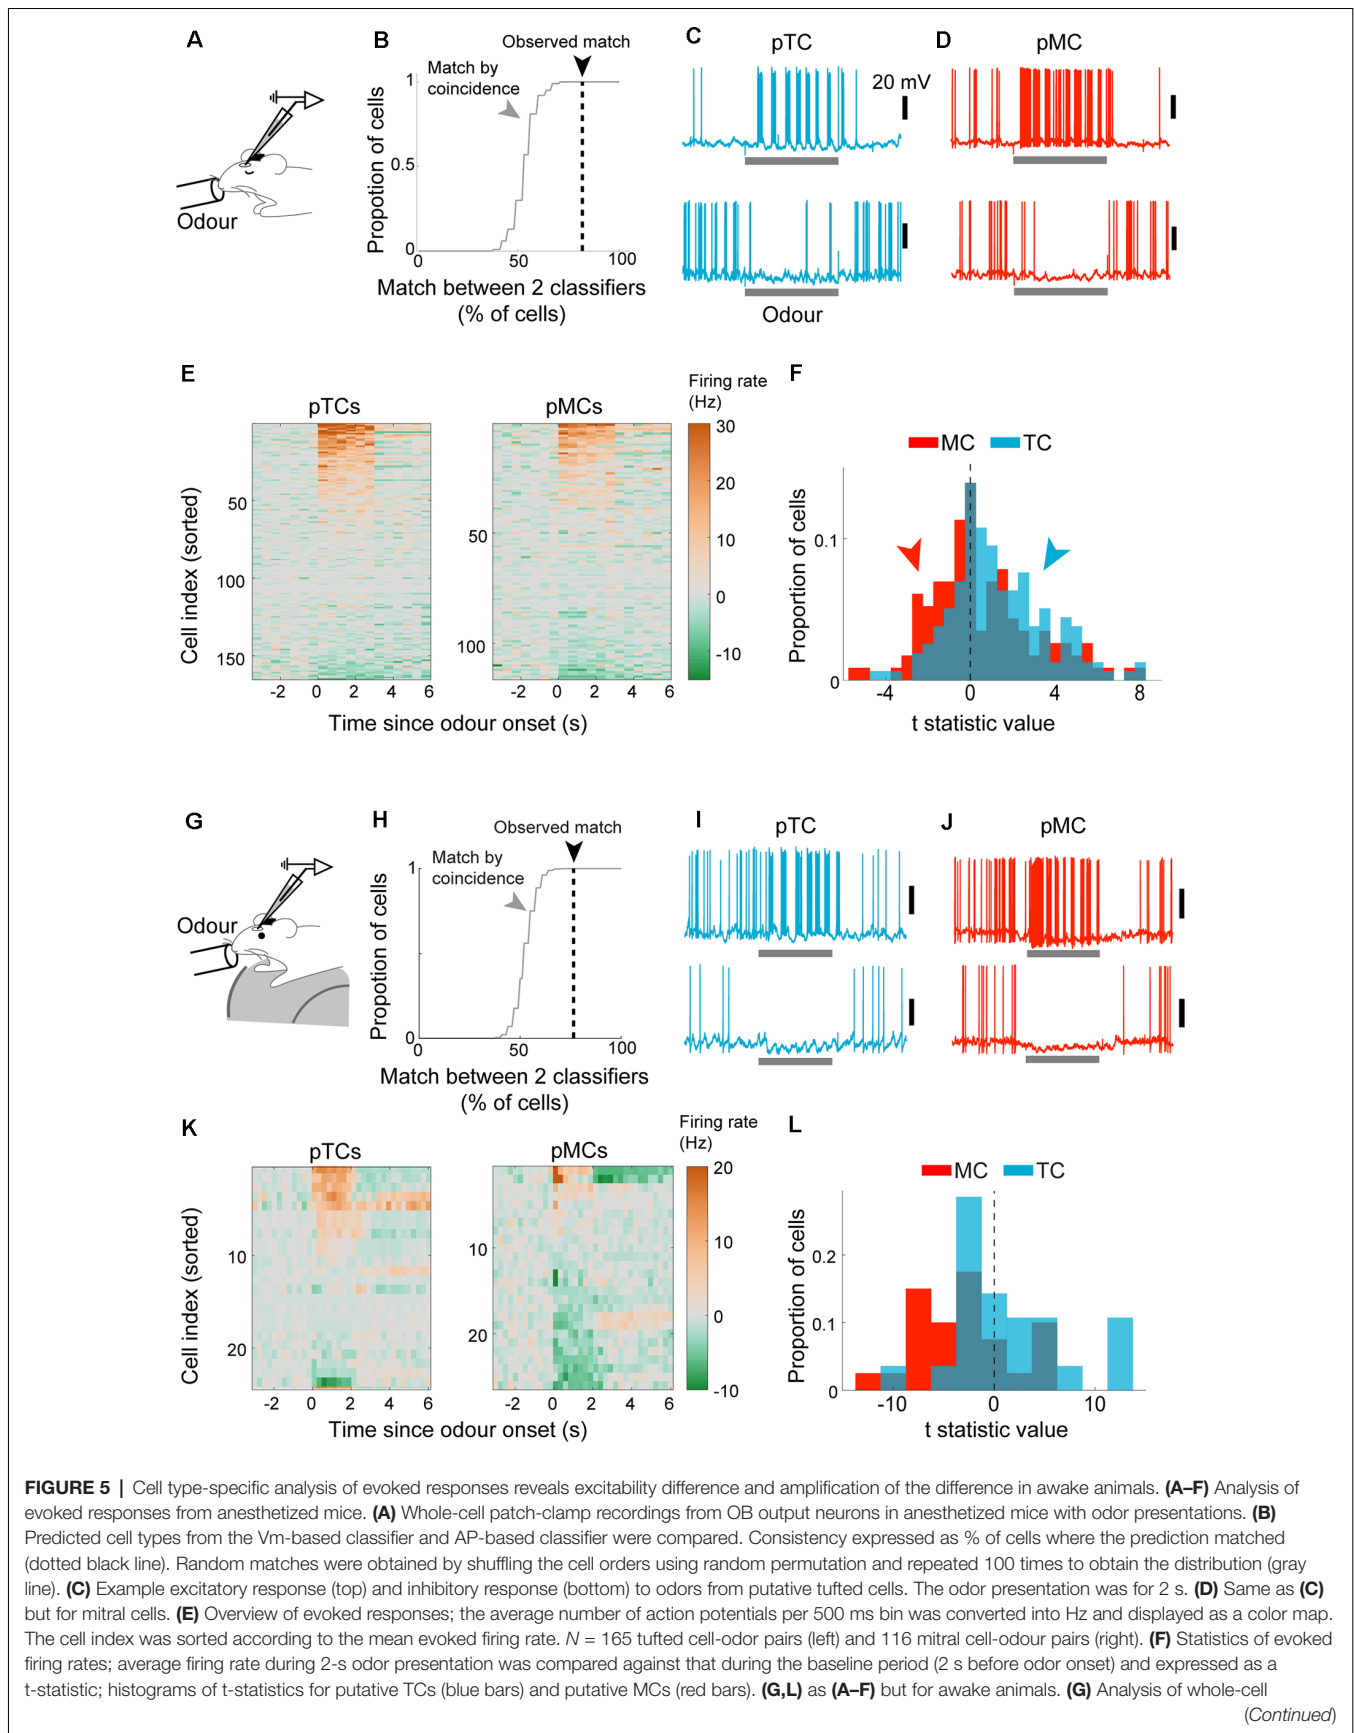 A
Odour
B
Observed match
Match by
coincidence
1
0.5
0
Propotion of cells
0
50
100
Match between 2 classifiers
(% of cells)
C
pTC
20 mV
Odour
D
pMC
E
pTCs
pMCs
Firing rate
(Hz)
30
20
10
0
-10
Cell index (sorted)
50
100
150
50
100
-2 0 2 4 6
-2 0 2 4 6
Time since odour onset (s)
F
MC TC
Proportion of cells
0.1
0
-4 0 4 8
t statistic value
G
Odour
H
Observed match
Match by
coincidence
1
0
Propotion of cells
0
50
100
Match between 2 classifiers
(% of cells)
I
pTC
J
pMC
K
pTCs
pMCs
Firing rate
(Hz)
20
10
0
-10
Cell index (sorted)
10
20
10
20
-2 0 2 4 6
-2 0 2 4 6
Time since odour onset (s)
L
MC TC
Proportion of cells
0.2
0.1
0
-10 0 10
t statistic value
FIGURE 5 | Cell type-specific analysis of evoked responses reveals excitability difference and amplification of the difference in awake animals. (A–F) Analysis of
evoked responses from anesthetized mice. (A) Whole-cell patch-clamp recordings from OB output neurons in anesthetized mice with odor presentations. (B)
Predicted cell types from the Vm-based classifier and AP-based classifier were compared. Consistency expressed as % of cells where the prediction matched
(dotted black line). Random matches were obtained by shuffling the cell orders using random permutation and repeated 100 times to obtain the distribution (gray
line). (C) Example excitatory response (top) and inhibitory response (bottom) to odors from putative tufted cells. The odor presentation was for 2 s. (D) Same as (C)
but for mitral cells. (E) Overview of evoked responses; the average number of action potentials per 500 ms bin was converted into Hz and displayed as a color map.
The cell index was sorted according to the mean evoked firing rate. N = 165 tufted cell-odor pairs (left) and 116 mitral cell-odour pairs (right). (F) Statistics of evoked
firing rates; average firing rate during 2-s odor presentation was compared against that during the baseline period (2 s before odor onset) and expressed as a
t-statistic; histograms of t-statistics for putative TCs (blue bars) and putative MCs (red bars). (G,L) as (A–F) but for awake animals. (G) Analysis of whole-cell
(Continued)